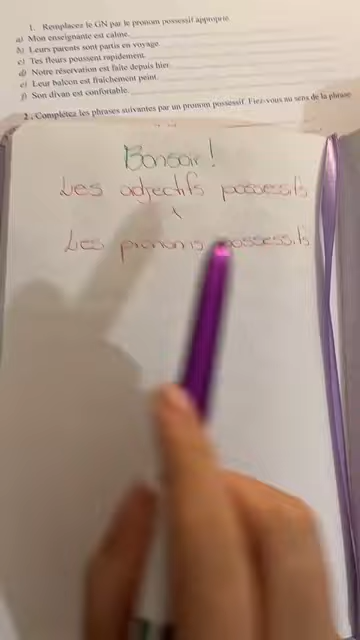 1. Remplacez le GN par le pronom possessif approprié.
a) Mon enseignante est calme.
b) Leurs parents sont partis en voyage.
c) Tes fleurs poussent rapidement.
d) Notre réservation est faite depuis hier.
e) Leur balcon est fraîchement peint.
f) Son divan est confortable.
2. Complétez les phrases suivantes par un pronom possessif. Fiez-vous au sens de la phrase
Bonsoir!
Les adjectifs possessifs
x
Les pronoms possessifs